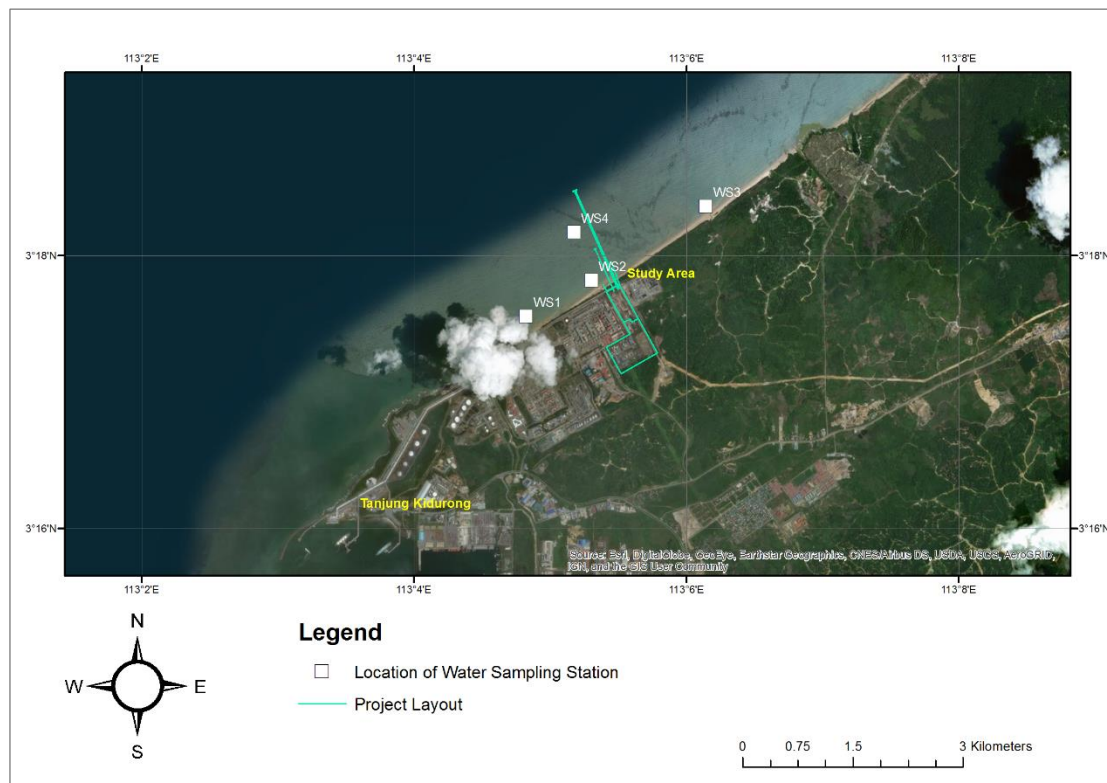 113°2'E 113°4'E 113°6'E 113°8'E
WS3
WS4
3°18'N 3°18'N
WS2
Study Area
WS1
Tanjung Kidurong
3°16'N 3°16'N
Source: Esri, DigitalGlobe, GeoEye, Earthstar Geographics, CNES/Airbus DS, USDA, USGS, AeroGRID,
IGN, and the GIS User Community
113°2'E 113°4'E 113°6'E 113°8'E
N
W E
S
Legend
Location of Water Sampling Station
Project Layout
0 0.75 1.5 3 Kilometers